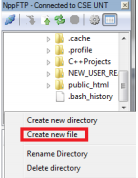 NppFTP - Connected to CSE UNT
.cache
.profile
C++Projects
NEW_USER_RE
public_html
.bash_history
Create new directory
Create new file
Rename Directory
Delete directory